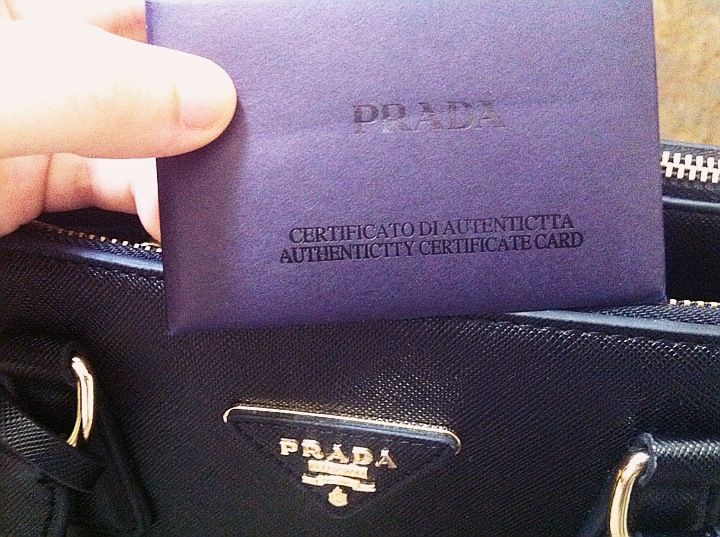 PRADA
CERTIFICATO DI AUTENTICTTA
AUTHENTICTTY CERTIFICATE CARD
PRADA